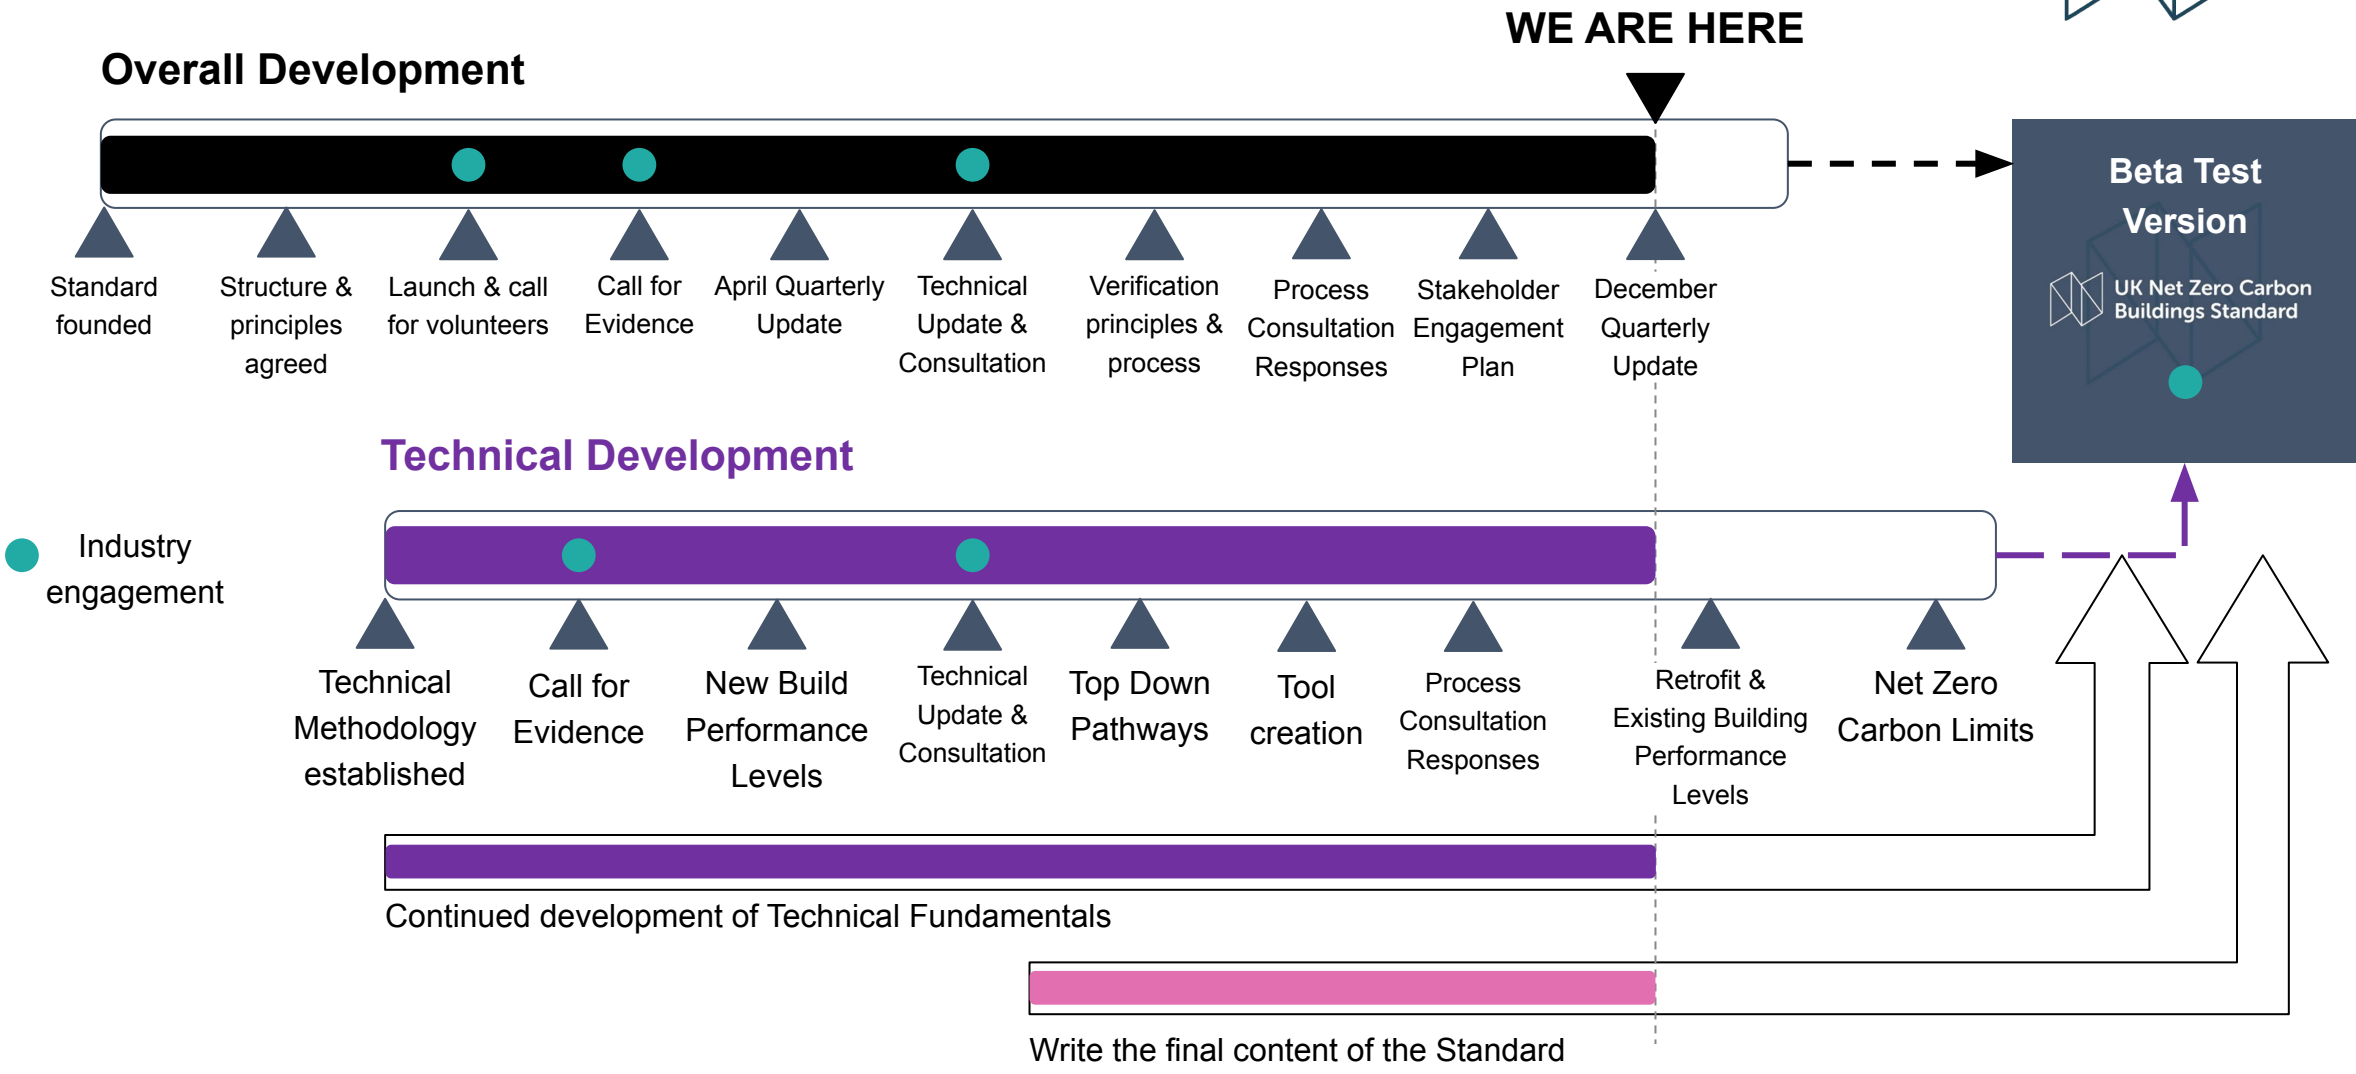 WE ARE HERE
Overall Development
Beta Test
Version
UK Net Zero Carbon
Buildings Standard
Standard
founded
Structure &
principles
agreed
Launch & call
for volunteers
Call for
Evidence
April Quarterly
Update
Technical
Update &
Consultation
Verification
principles &
process
Process
Consultation
Responses
Stakeholder
Engagement
Plan
December
Quarterly
Update
Technical Development
Industry
engagement
Technical
Methodology
established
Call for
Evidence
New Build
Performance
Levels
Technical
Update &
Consultation
Top Down
Pathways
Tool
creation
Process
Consultation
Responses
Retrofit &
Existing Building
Performance
Levels
Net Zero
Carbon Limits
Continued development of Technical Fundamentals
Write the final content of the Standard